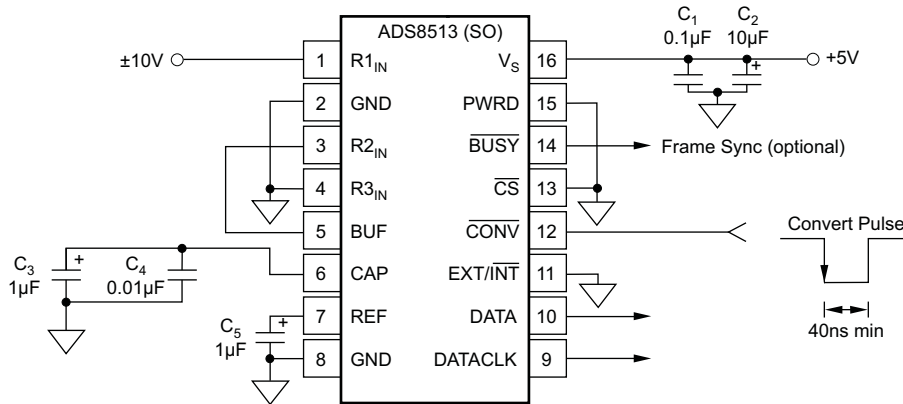 ADS8513 (SO)
C₁
0.1µF
C₂
10µF
±10V
1
R1IN
VS
16
+
+5V
2
GND
PWRD
15
3
R2IN
BUSY
14
Frame Sync (optional)
4
R3IN
CS
13
5
BUF
CONV
12
Convert Pulse
C₃
1µF
+
C₄
0.01µF
6
CAP
EXT/INT
11
7
REF
DATA
10
40ns min
C₅
1µF
+
8
GND
DATACLK
9